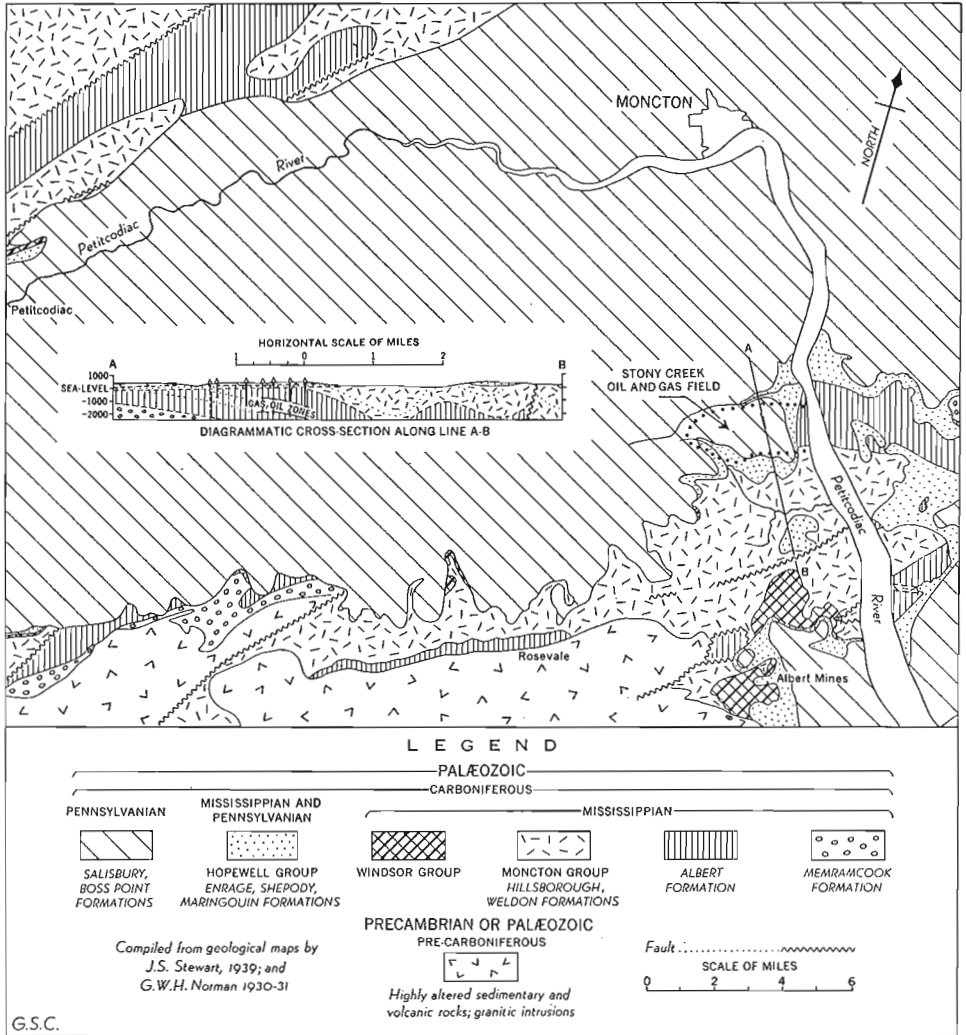 MONCTON
NORTH
River
Petitcodiac
Petitcodiac
HORIZONTAL SCALE OF MILES
A 1 0 1 2 B
1000
SEA-LEVEL
-1000
-2000
GAS-OIL ZONES
DIAGRAMMATIC CROSS-SECTION ALONG LINE A-B
A
STONY CREEK
OIL AND GAS FIELD
Petitcodiac
River
B
Rosevale
Albert Mines
LEGEND
PALÆOZOIC
CARBONIFEROUS
PENNSYLVANIAN
MISSISSIPPIAN AND
PENNSYLVANIAN
MISSISSIPPIAN
SALISBURY,
BOSS POINT
FORMATIONS
HOPEWELL GROUP
ENRAGE, SHEPODY,
MARINGOUIN FORMATIONS
WINDSOR GROUP
MONCTON GROUP
HILLSBOROUGH,
WELDON FORMATIONS
ALBERT
FORMATION
MEMRAMCOOK
FORMATION
PRECAMBRIAN OR PALÆOZOIC
PRE-CARBONIFEROUS
Highly altered sedimentary and
volcanic rocks; granitic intrusions
Compiled from geological maps by
J.S. Stewart, 1939; and
G.W.H. Norman 1930-31
Fault
SCALE OF MILES
0 2 4 6
G.S.C.